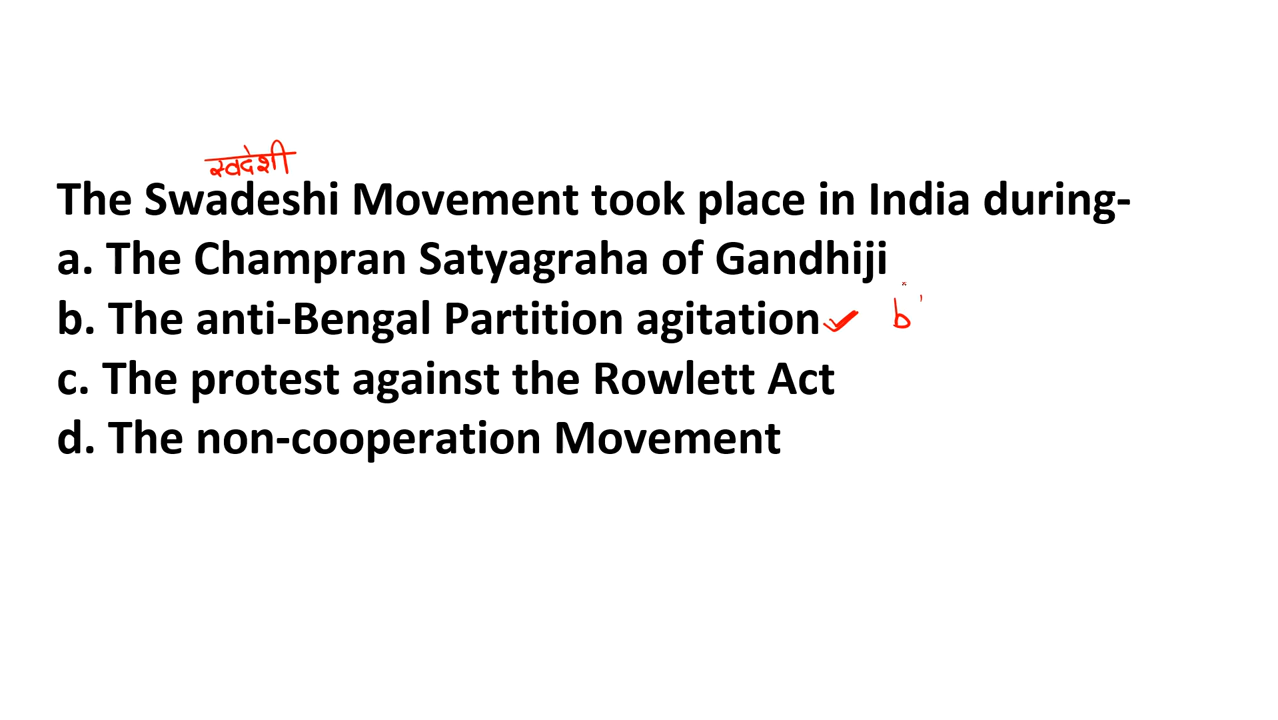 स्वदेशी
The Swadeshi Movement took place in India during-
a. The Champran Satyagraha of Gandhiji
b. The anti-Bengal Partition agitation b
c. The protest against the Rowlett Act
d. The non-cooperation Movement